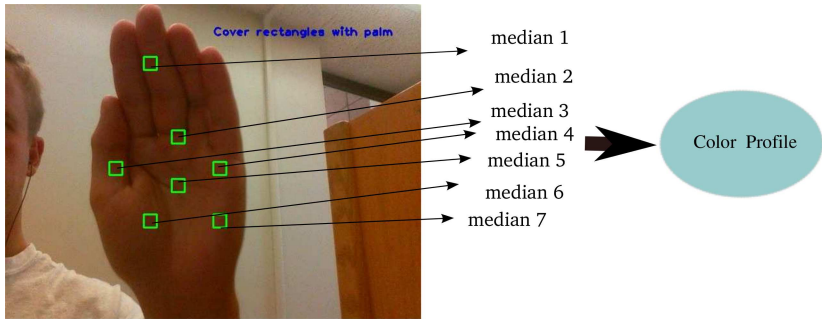 Cover rectangles with palm
median 1
median 2
median 3
median 4
median 5
median 6
median 7
Color Profile